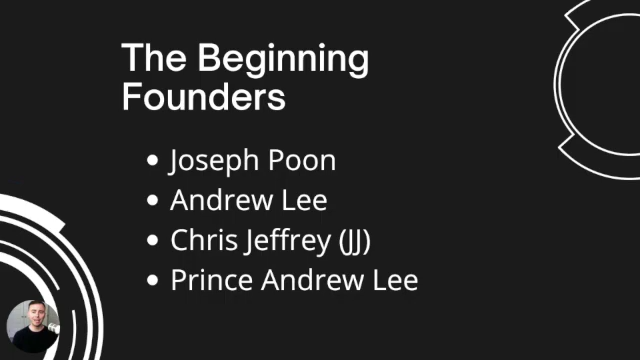 The Beginning
Founders
• Joseph Poon
• Andrew Lee
• Chris Jeffrey (JJ)
• Prince Andrew Lee